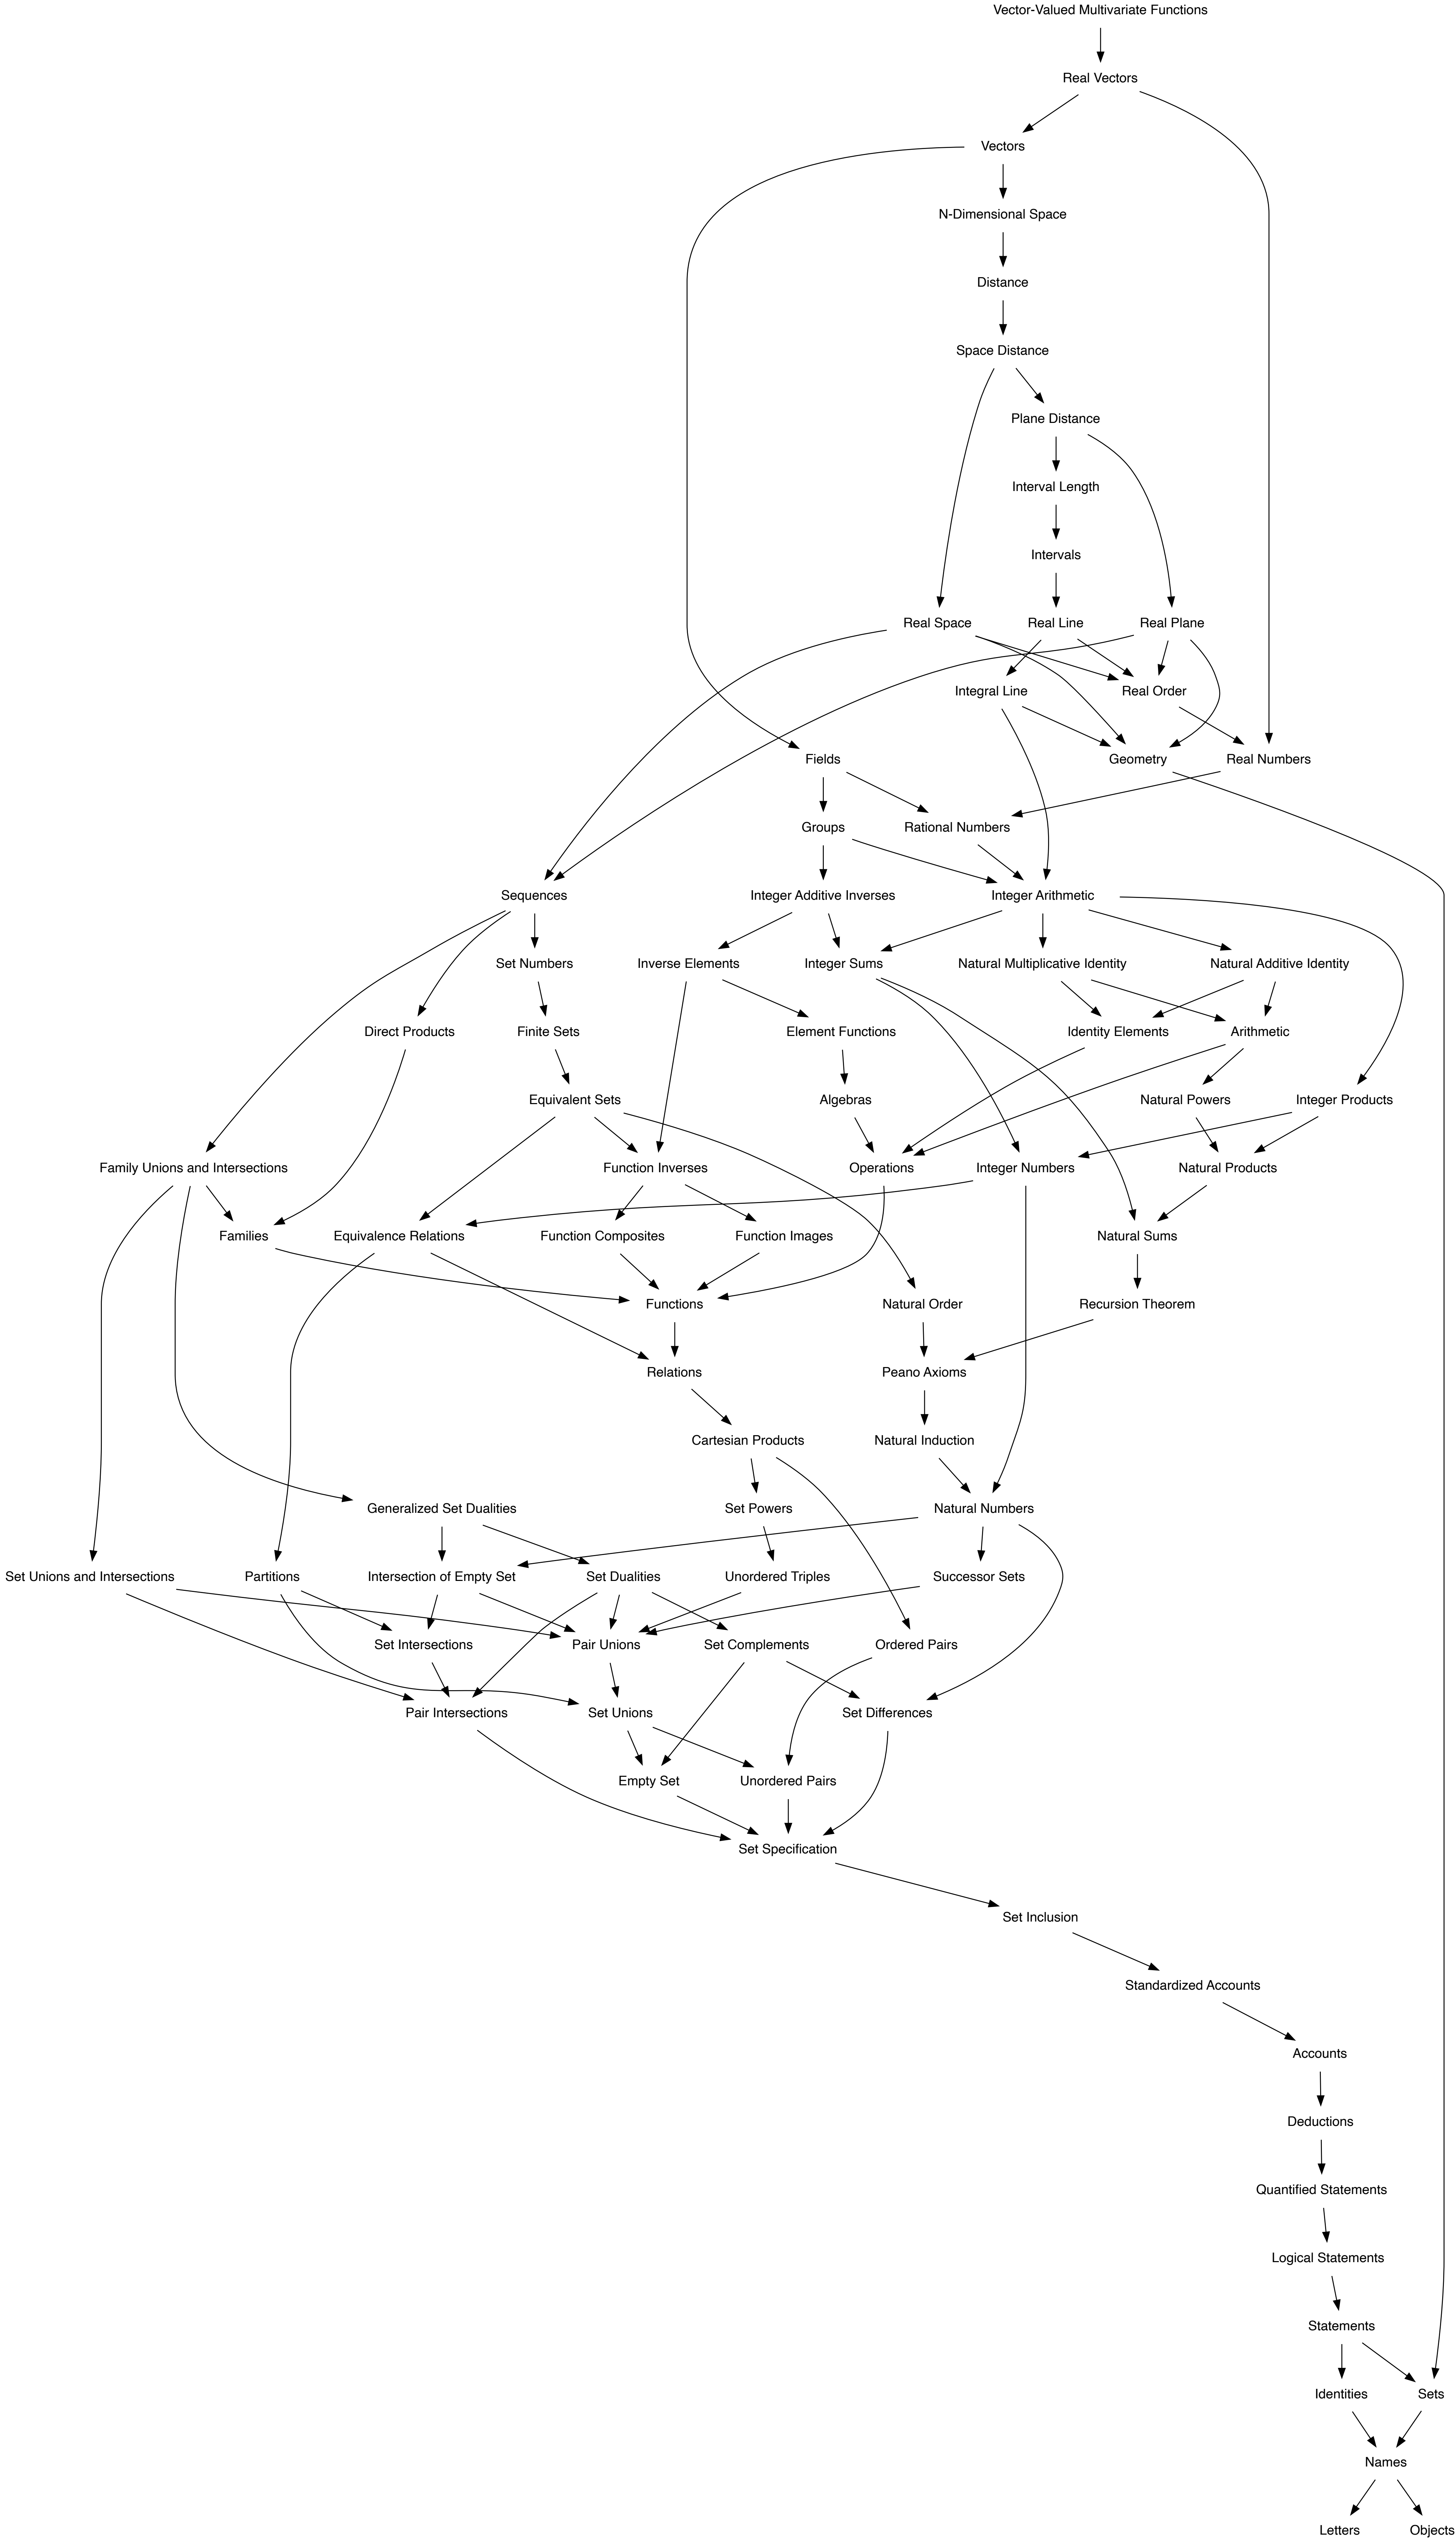 Vector-Valued Multivariate Functions
Real Vectors
Vectors
N-Dimensional Space
Distance
Space Distance
Plane Distance
Interval Length
Intervals
Real Space
Real Line
Real Plane
Integral Line
Real Order
Fields
Geometry
Real Numbers
Groups
Rational Numbers
Sequences
Integer Additive Inverses
Integer Arithmetic
Set Numbers
Inverse Elements
Integer Sums
Natural Multiplicative Identity
Natural Additive Identity
Direct Products
Finite Sets
Element Functions
Identity Elements
Arithmetic
Equivalent Sets
Algebras
Natural Powers
Integer Products
Family Unions and Intersections
Function Inverses
Operations
Integer Numbers
Natural Products
Families
Equivalence Relations
Function Composites
Function Images
Natural Sums
Functions
Natural Order
Recursion Theorem
Relations
Peano Axioms
Cartesian Products
Natural Induction
Generalized Set Dualities
Set Powers
Natural Numbers
Set Unions and Intersections
Partitions
Intersection of Empty Set
Set Dualities
Unordered Triples
Successor Sets
Set Intersections
Pair Unions
Set Complements
Ordered Pairs
Pair Intersections
Set Unions
Set Differences
Empty Set
Unordered Pairs
Set Specification
Set Inclusion
Standardized Accounts
Accounts
Deductions
Quantified Statements
Logical Statements
Statements
Identities
Sets
Names
Letters
Objects